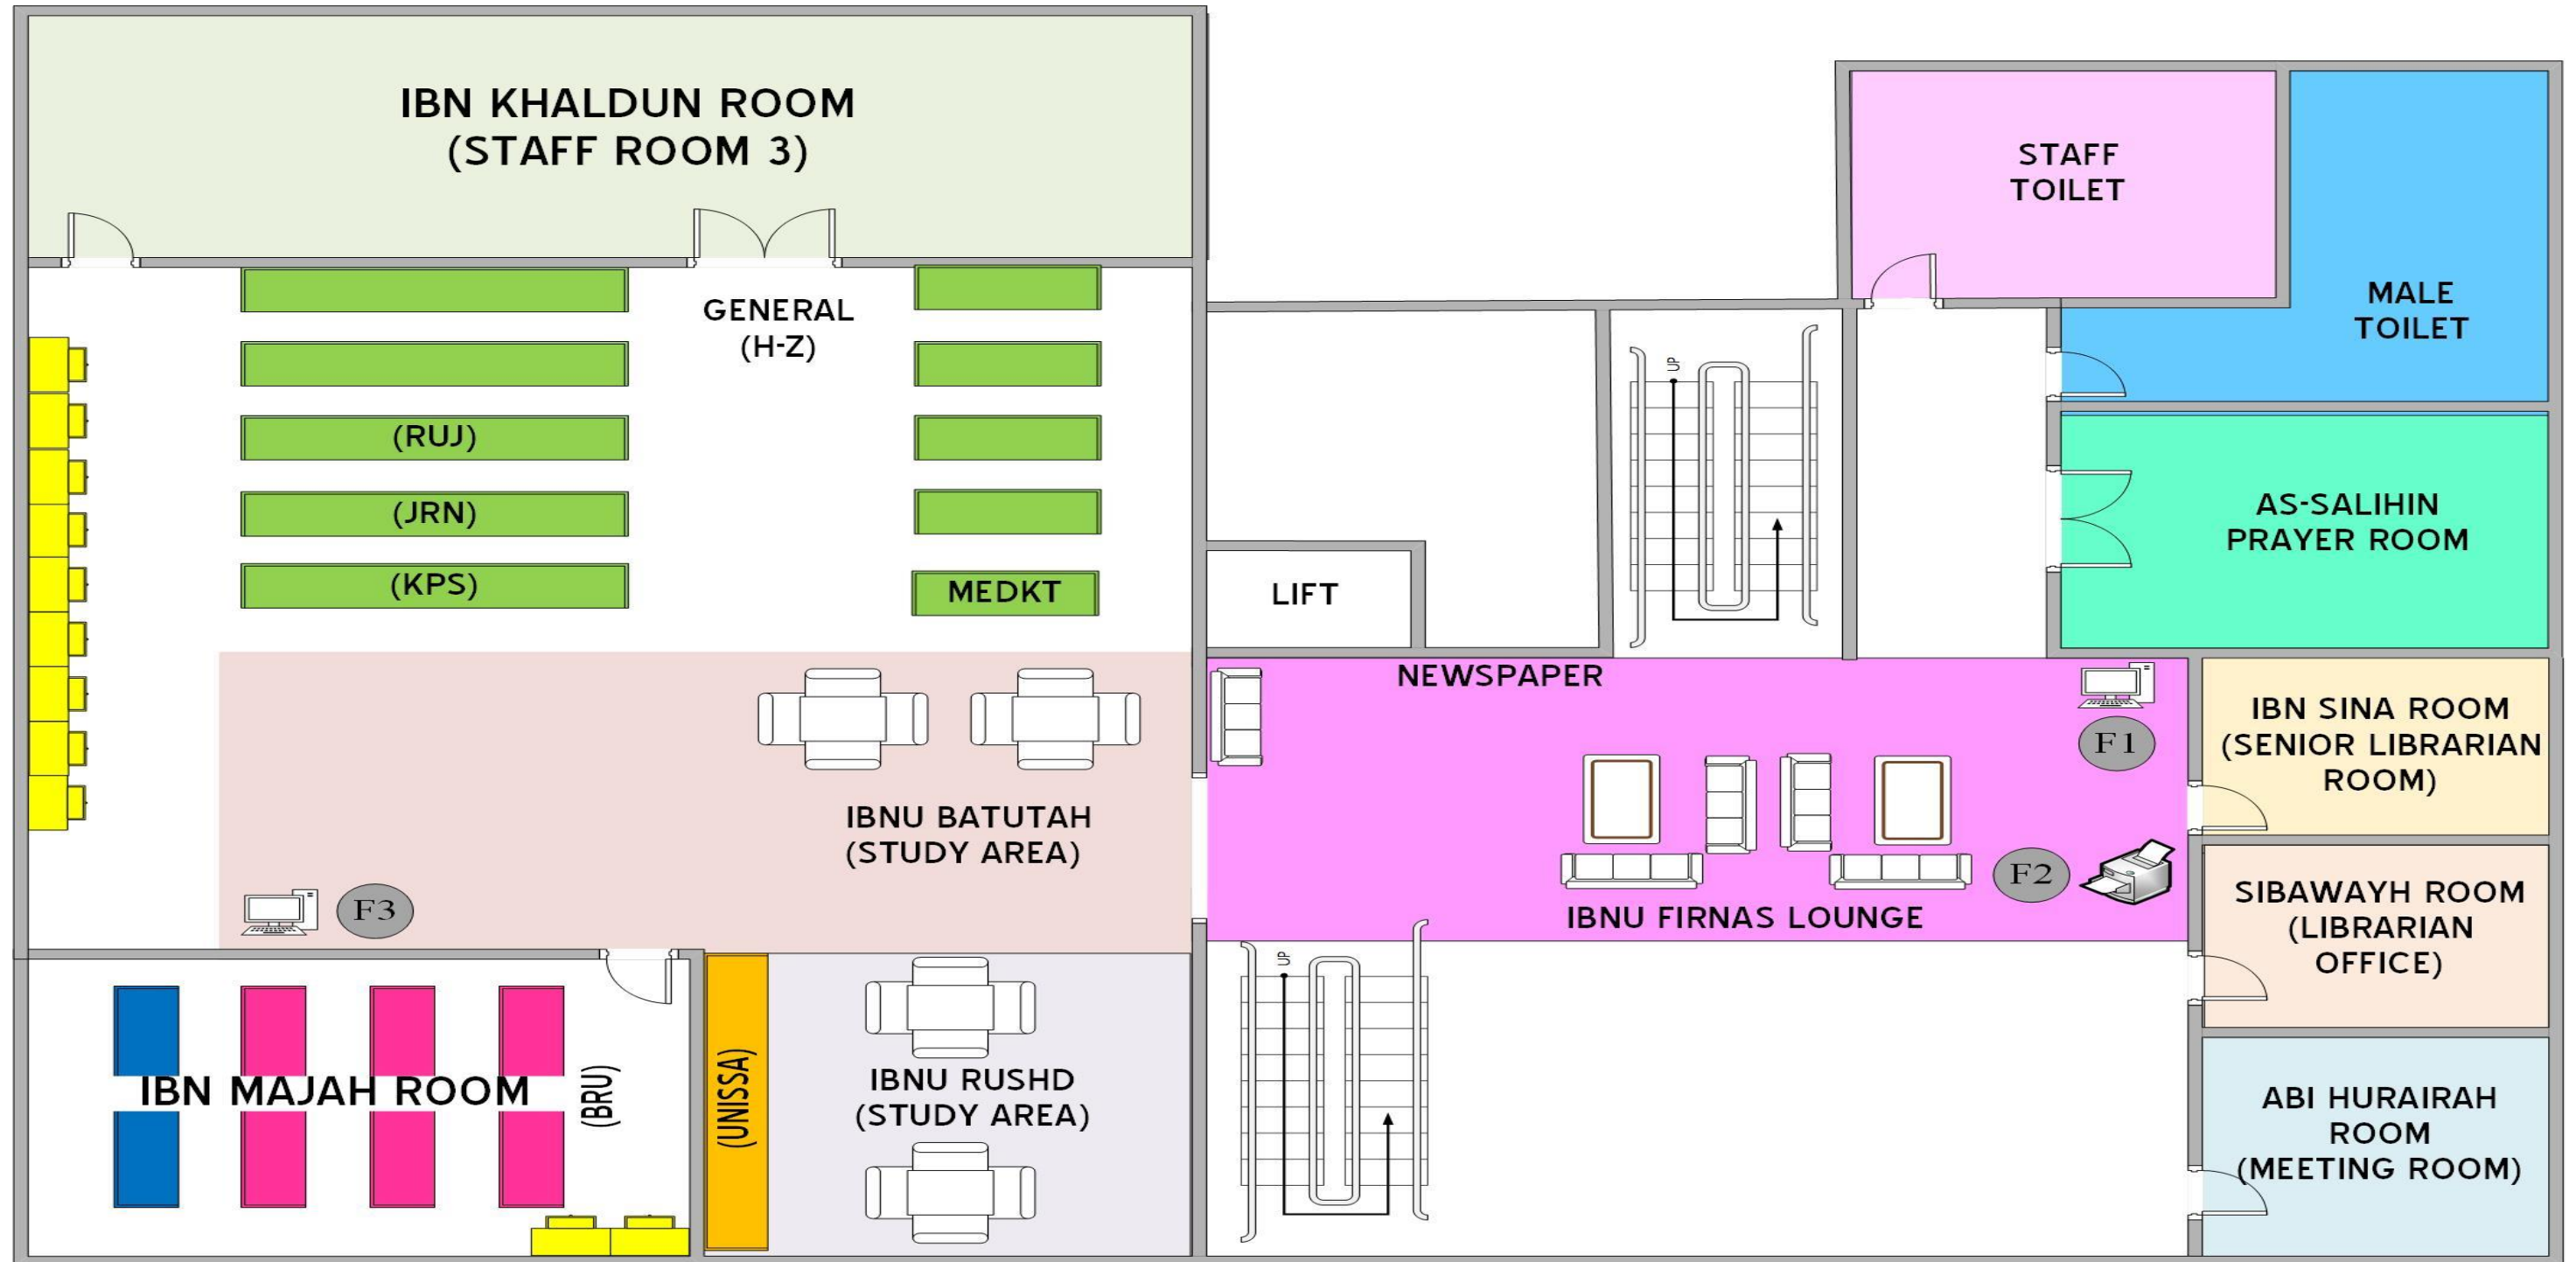 IBN KHALDUN ROOM
(STAFF ROOM 3)
STAFF
TOILET
MALE
TOILET
GENERAL
(H-Z)
(RUJ)
(JRN)
(KPS)
MEDKT
UP
LIFT
AS-SALIHIN
PRAYER ROOM
NEWSPAPER
F1
IBN SINA ROOM
(SENIOR LIBRARIAN
ROOM)
IBNU BATUTAH
(STUDY AREA)
F3
F2
IBNU FIRNAS LOUNGE
SIBAWAYH ROOM
(LIBRARIAN
OFFICE)
UP
IBN MAJAH ROOM
(BRU)
(UNISSA)
IBNU RUSHD
(STUDY AREA)
ABI HURAIRAH
ROOM
(MEETING ROOM)